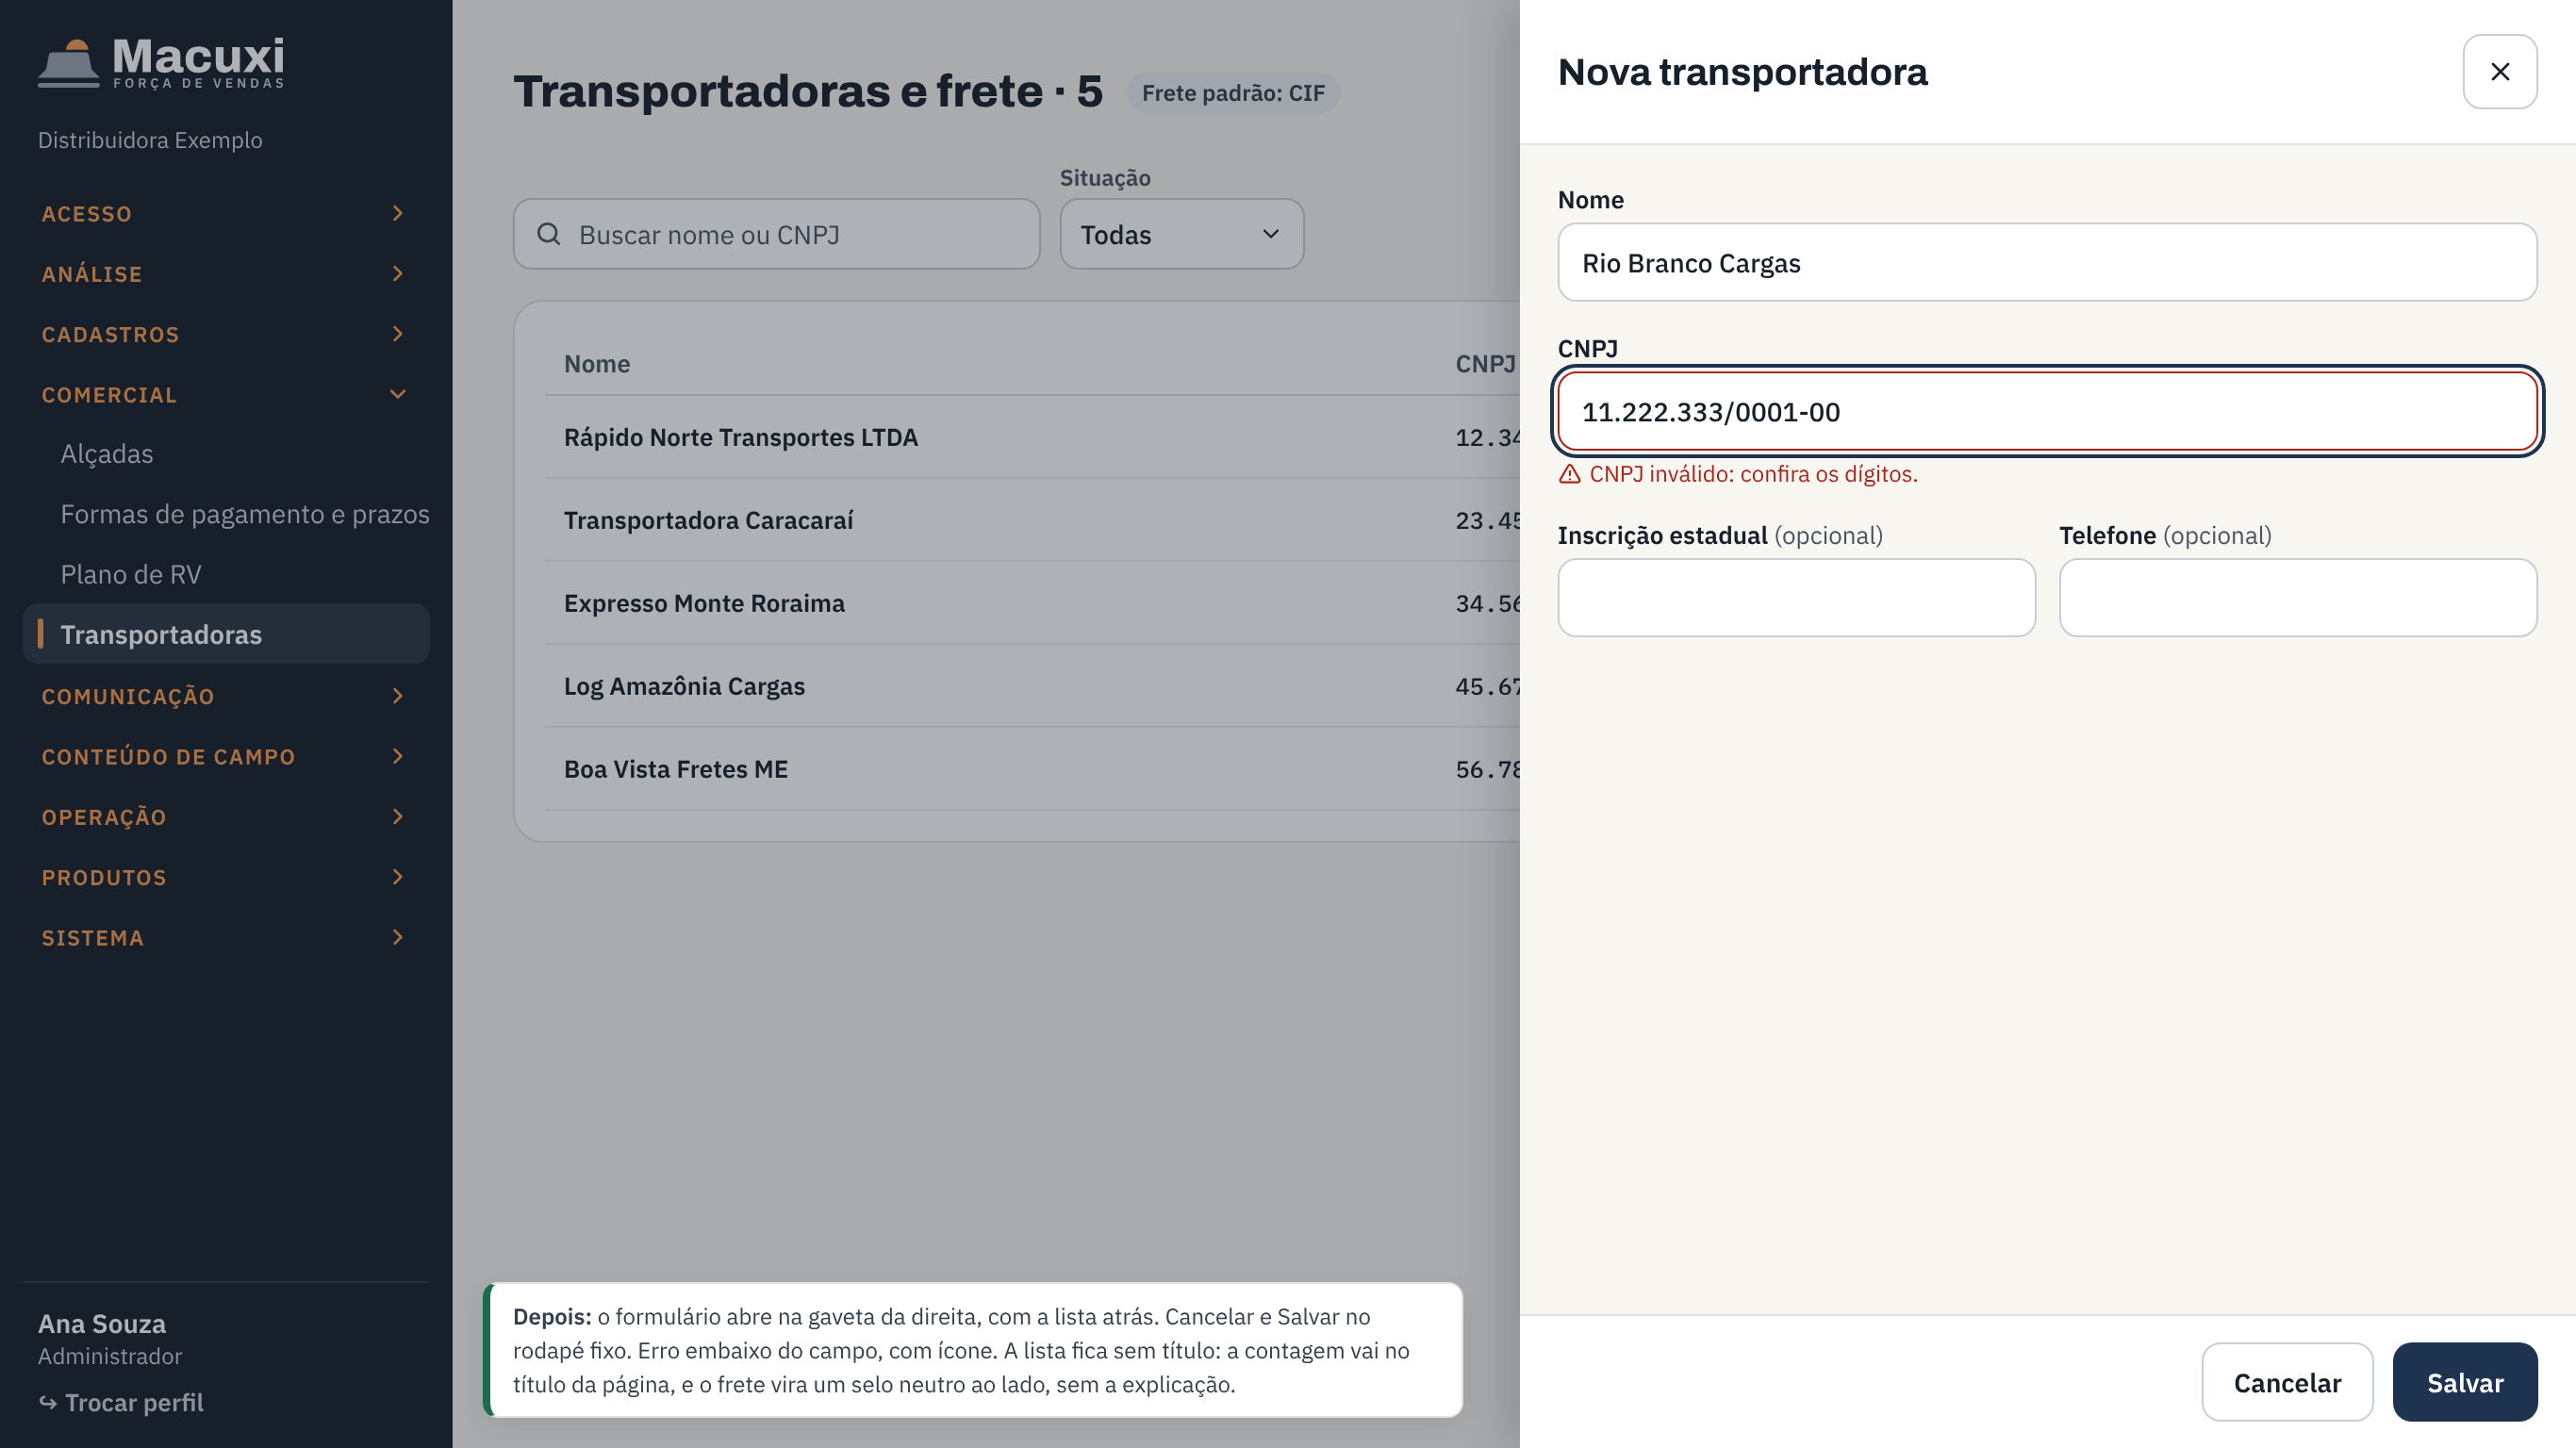 Macuxi
FORÇA DE VENDAS
Distribuidora Exemplo
ACESSO
ANÁLISE
CADASTROS
COMERCIAL
Alçadas
Formas de pagamento e prazos
Plano de RV
Transportadoras
COMUNICAÇÃO
CONTEÚDO DE CAMPO
OPERAÇÃO
PRODUTOS
SISTEMA
Ana Souza
Administrador
↪ Trocar perfil
Transportadoras e frete · 5
Frete padrão: CIF
Situação
Buscar nome ou CNPJ
Todas
Nome CNPJ
Rápido Norte Transportes LTDA 12.34
Transportadora Caracaraí 23.45
Expresso Monte Roraima 34.56
Log Amazônia Cargas 45.67
Boa Vista Fretes ME 56.78
Depois: o formulário abre na gaveta da direita, com a lista atrás. Cancelar e Salvar no
rodapé fixo. Erro embaixo do campo, com ícone. A lista fica sem título: a contagem vai no
título da página, e o frete vira um selo neutro ao lado, sem a explicação.
Nova transportadora
Nome
Rio Branco Cargas
CNPJ
11.222.333/0001-00
CNPJ inválido: confira os dígitos.
Inscrição estadual (opcional) Telefone (opcional)
Cancelar Salvar